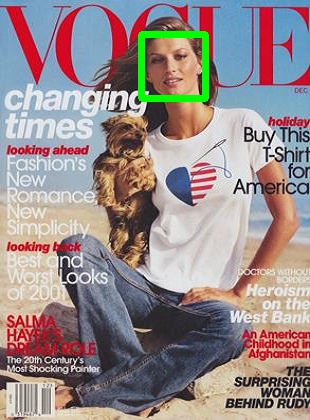 VOGUE
DEC
changing
times
looking ahead
Fashion's
New
Romance,
New
Simplicity
looking back
Best and
Worst Looks
of 2001
SALMA
HAYEK'S
DREAM ROLE
The 20th Century's
Most Shocking Painter
holiday
Buy This
T-Shirt
for
America
DOCTORS WITHOUT
BORDERS
Heroism
on the
West Bank
An American
Childhood in
Afghanistan
THE
SURPRISING
WOMAN
BEHIND RUDY